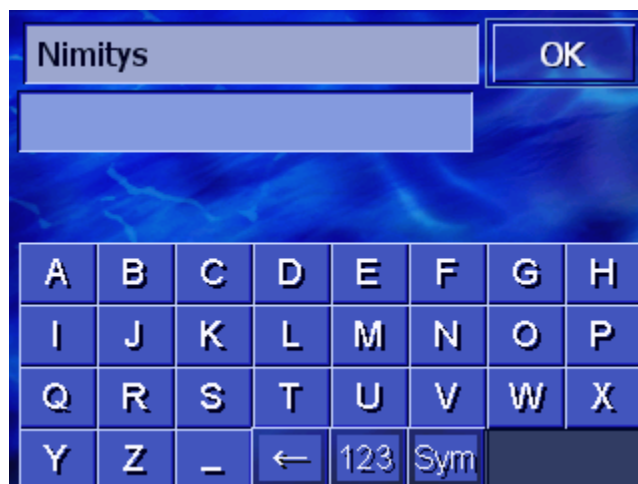 Nimitys OK
A B C D E F G H
I J K L M N O P
Q R S T U V W X
Y Z _ ← 123 Sym